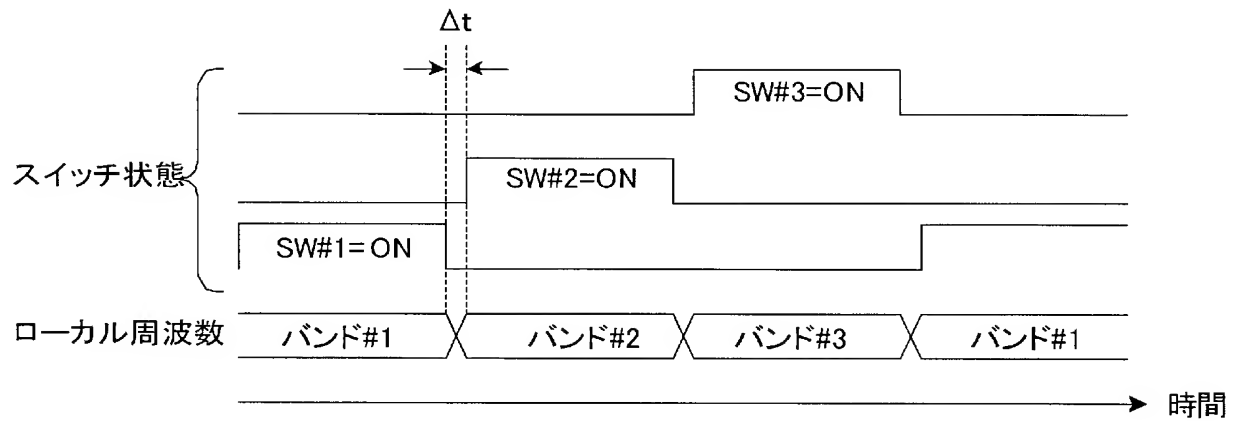 Δt
SW#3=ON
スイッチ状態
SW#2=ON
SW#1=ON
ローカル周波数 バンド#1 バンド#2 バンド#3 バンド#1
時間